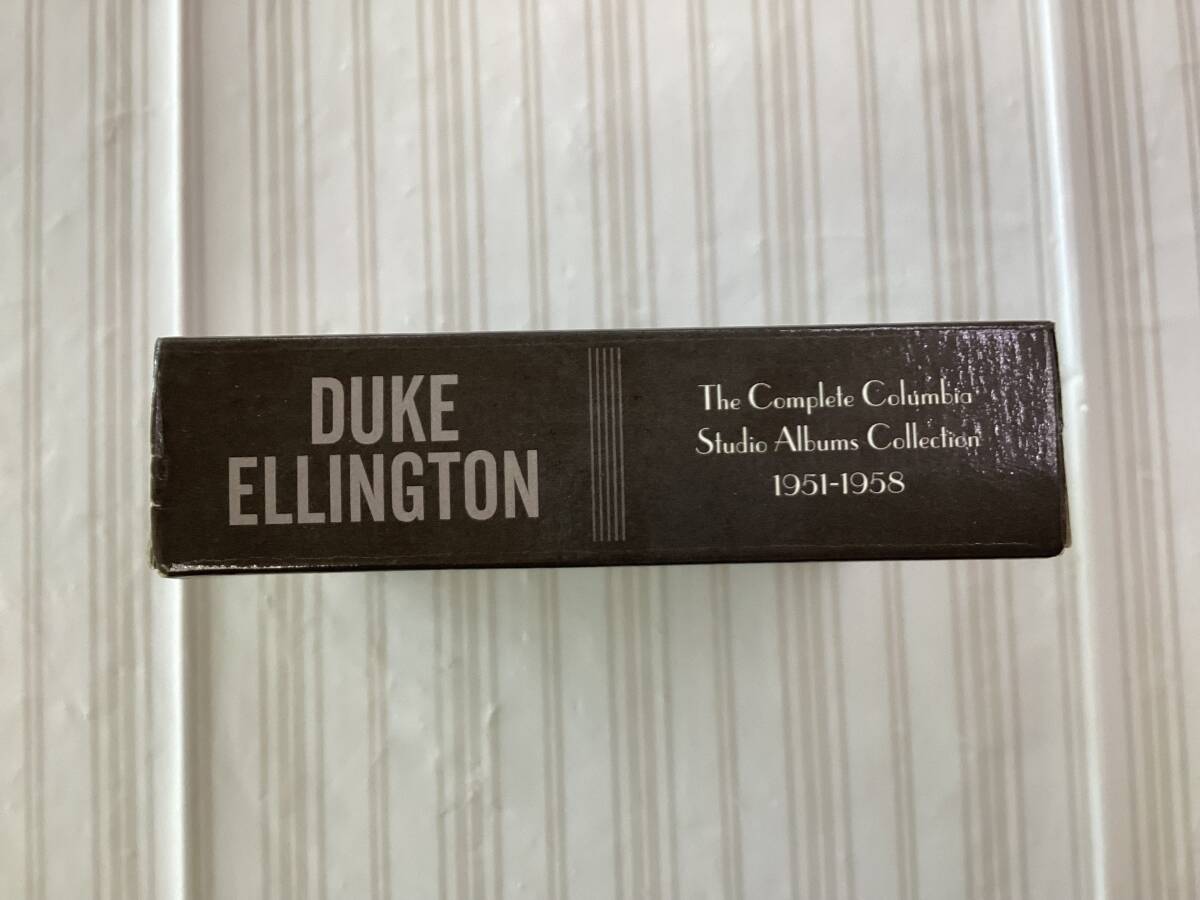 DUKE
ELLINGTON
The Complete Columbia
Studio Albums Collection
1951-1958